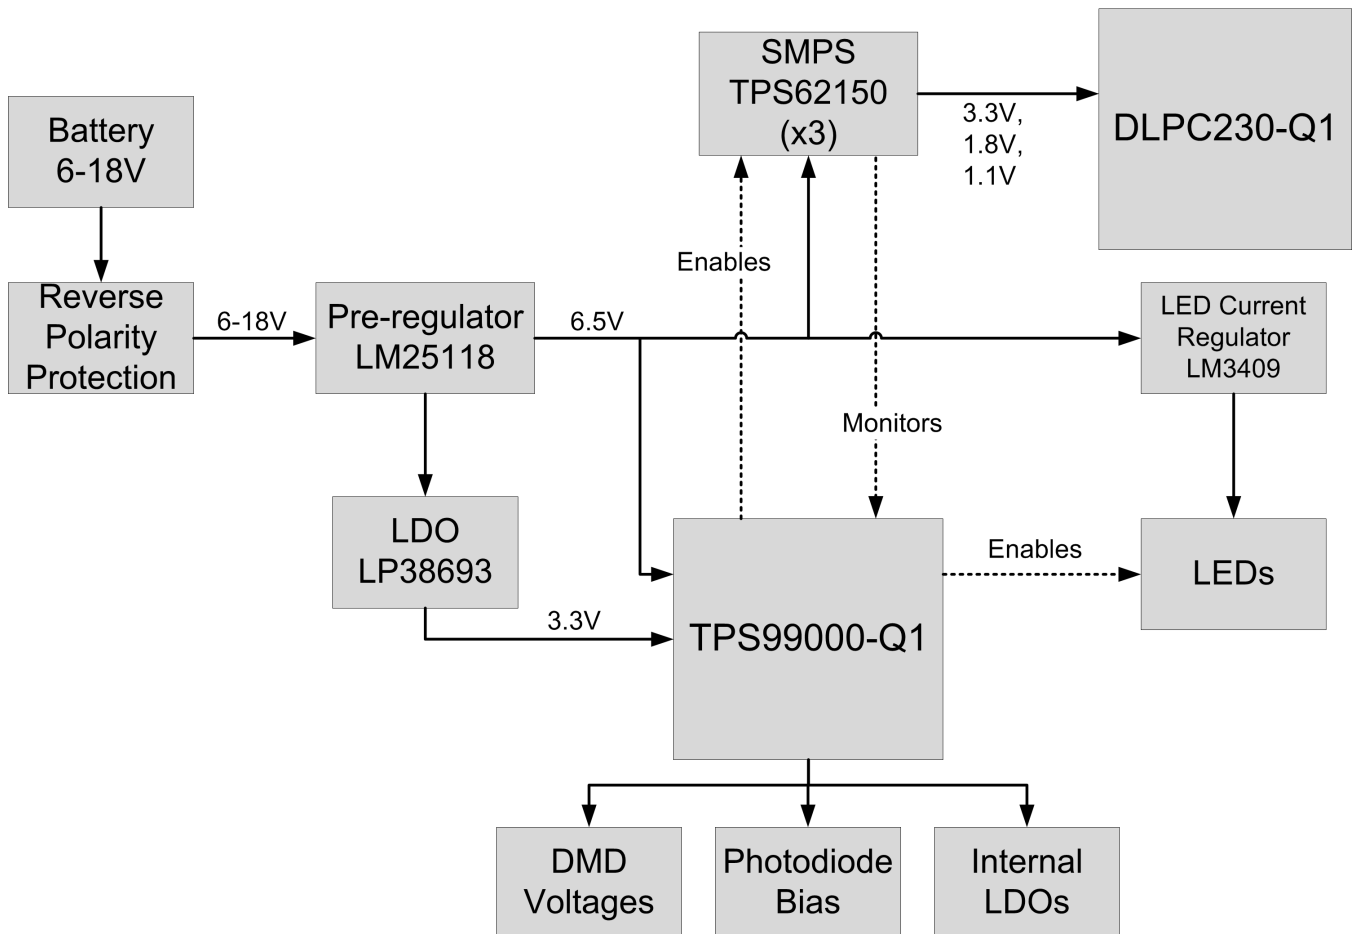 SMPS
TPS62150
(x3)
DLPC230-Q1
3.3V,
1.8V,
1.1V
Battery
6-18V
Enables
Reverse
Polarity
Protection
6-18V
Pre-regulator
LM25118
6.5V
LED Current
Regulator
LM3409
Monitors
LDO
LP38693
3.3V
TPS99000-Q1
Enables
LEDs
DMD
Voltages
Photodiode
Bias
Internal
LDOs